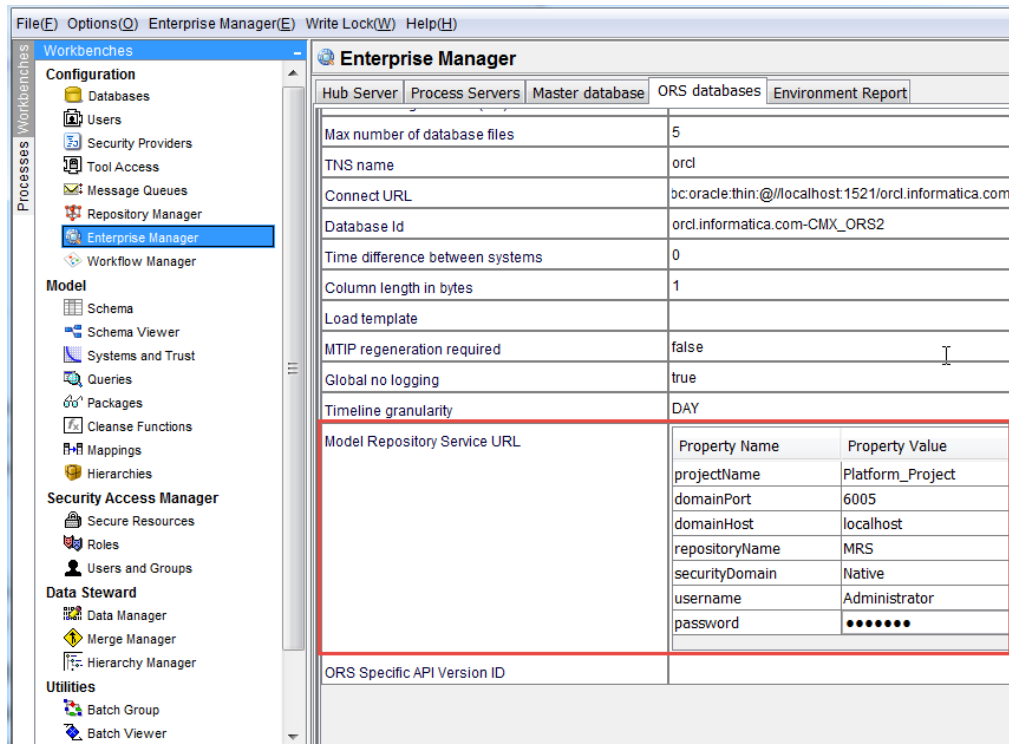 File(F) Options(O) Enterprise Manager(E) Write Lock(W) Help(H)
Workbenches
Processes
Workbenches
Configuration
Databases
Users
Security Providers
Tool Access
Message Queues
Repository Manager
Enterprise Manager
Workflow Manager
Model
Schema
Schema Viewer
Systems and Trust
Queries
Packages
Cleanse Functions
Mappings
Hierarchies
Security Access Manager
Secure Resources
Roles
Users and Groups
Data Steward
Data Manager
Merge Manager
Hierarchy Manager
Utilities
Batch Group
Batch Viewer
Enterprise Manager
Hub Server Process Servers Master database ORS databases Environment Report
Max number of database files 5
TNS name orcl
Connect URL bc:oracle:thin:@//localhost:1521/orcl.informatica.com
Database Id orcl.informatica.com-CMX_ORS2
Time difference between systems 0
Column length in bytes 1
Load template
MTIP regeneration required false
Global no logging true
Timeline granularity DAY
Model Repository Service URL
Property Name Property Value
projectName Platform_Project
domainPort 6005
domainHost localhost
repositoryName MRS
securityDomain Native
username Administrator
password •••••••
ORS Specific API Version ID